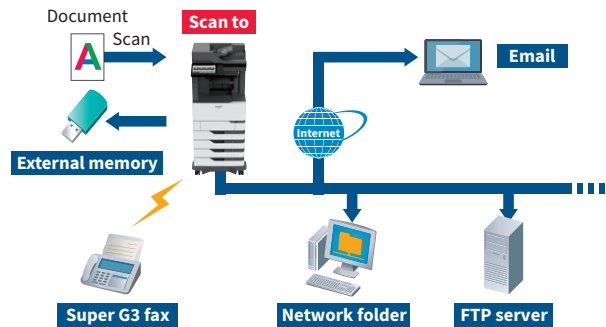 Document
Scan to
Scan
A
Email
Internet
External memory
Super G3 fax
Network folder
FTP server